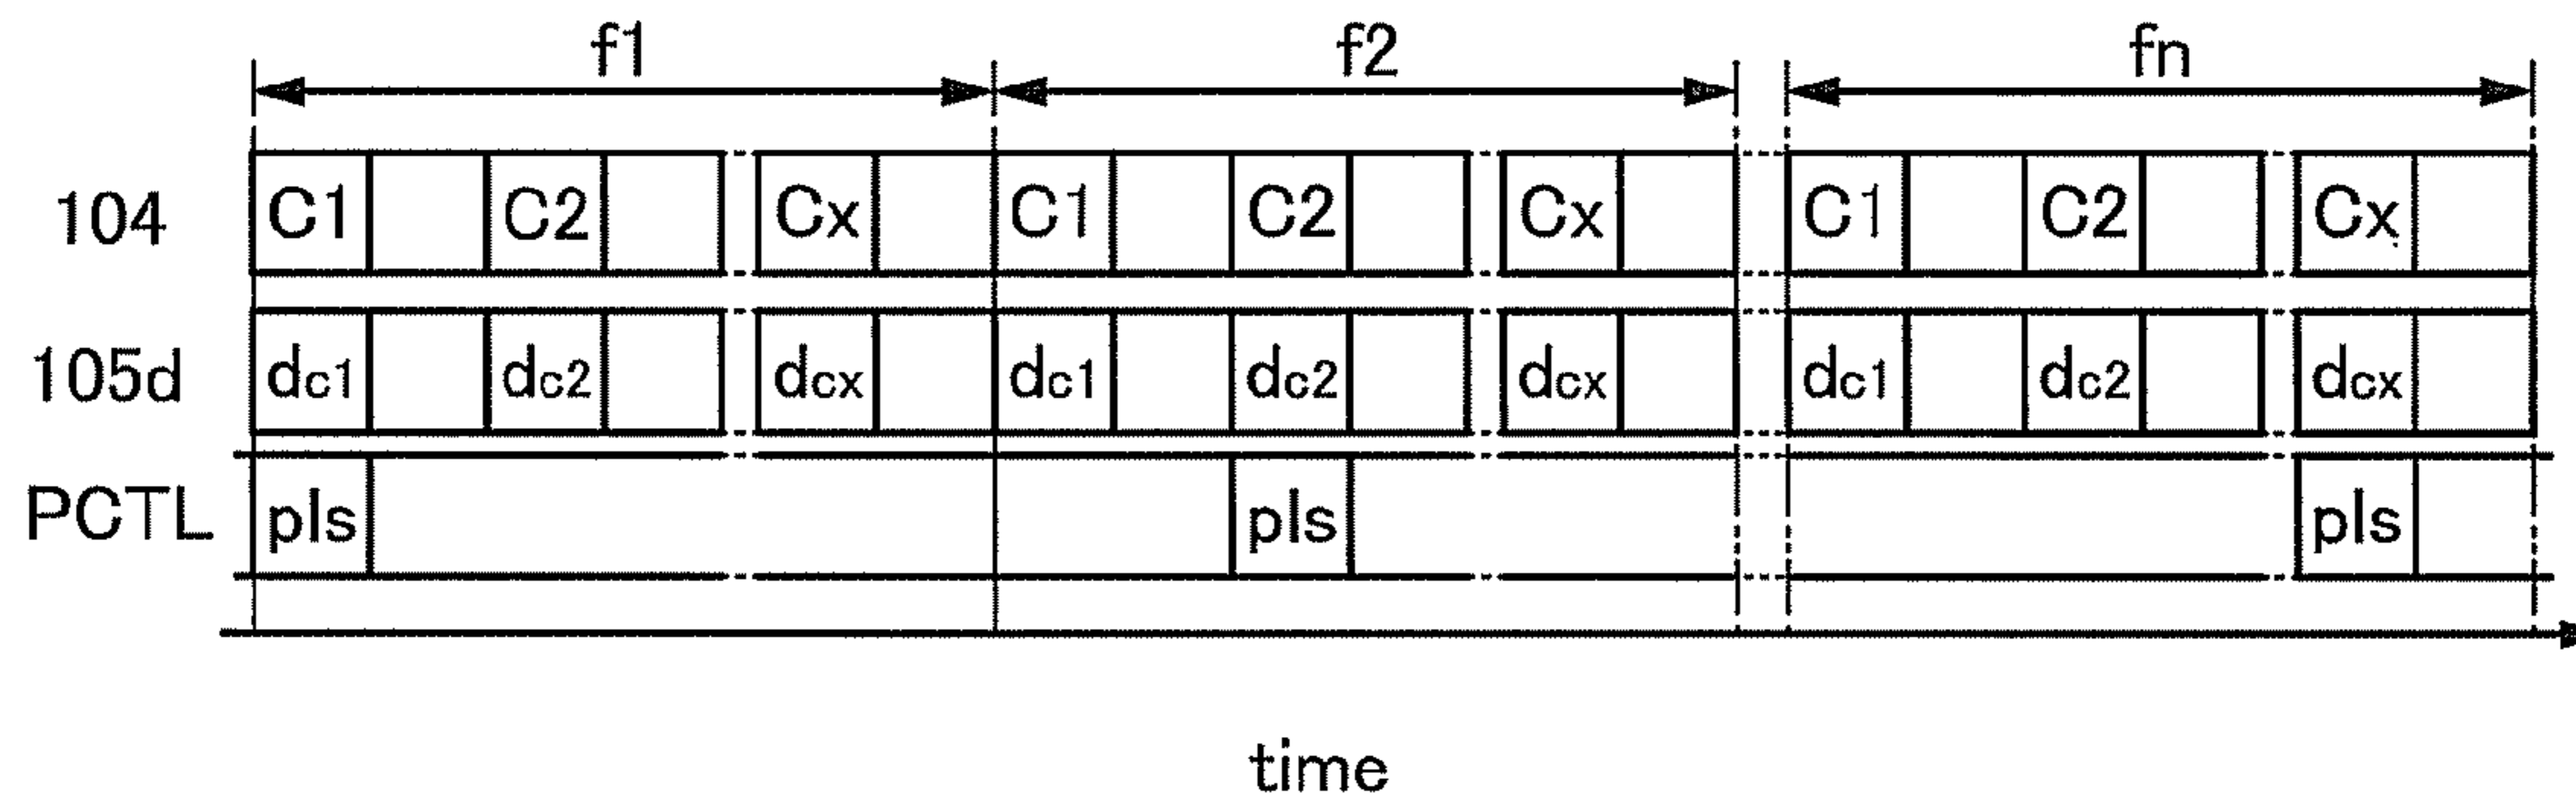 f1 f2 fn
104 C1 C2 Cx C1 C2 Cx C1 C2 Cx
105d dc1 dc2 dcx dc1 dc2 dcx dc1 dc2 dcx
PCTL pls pls pls
time